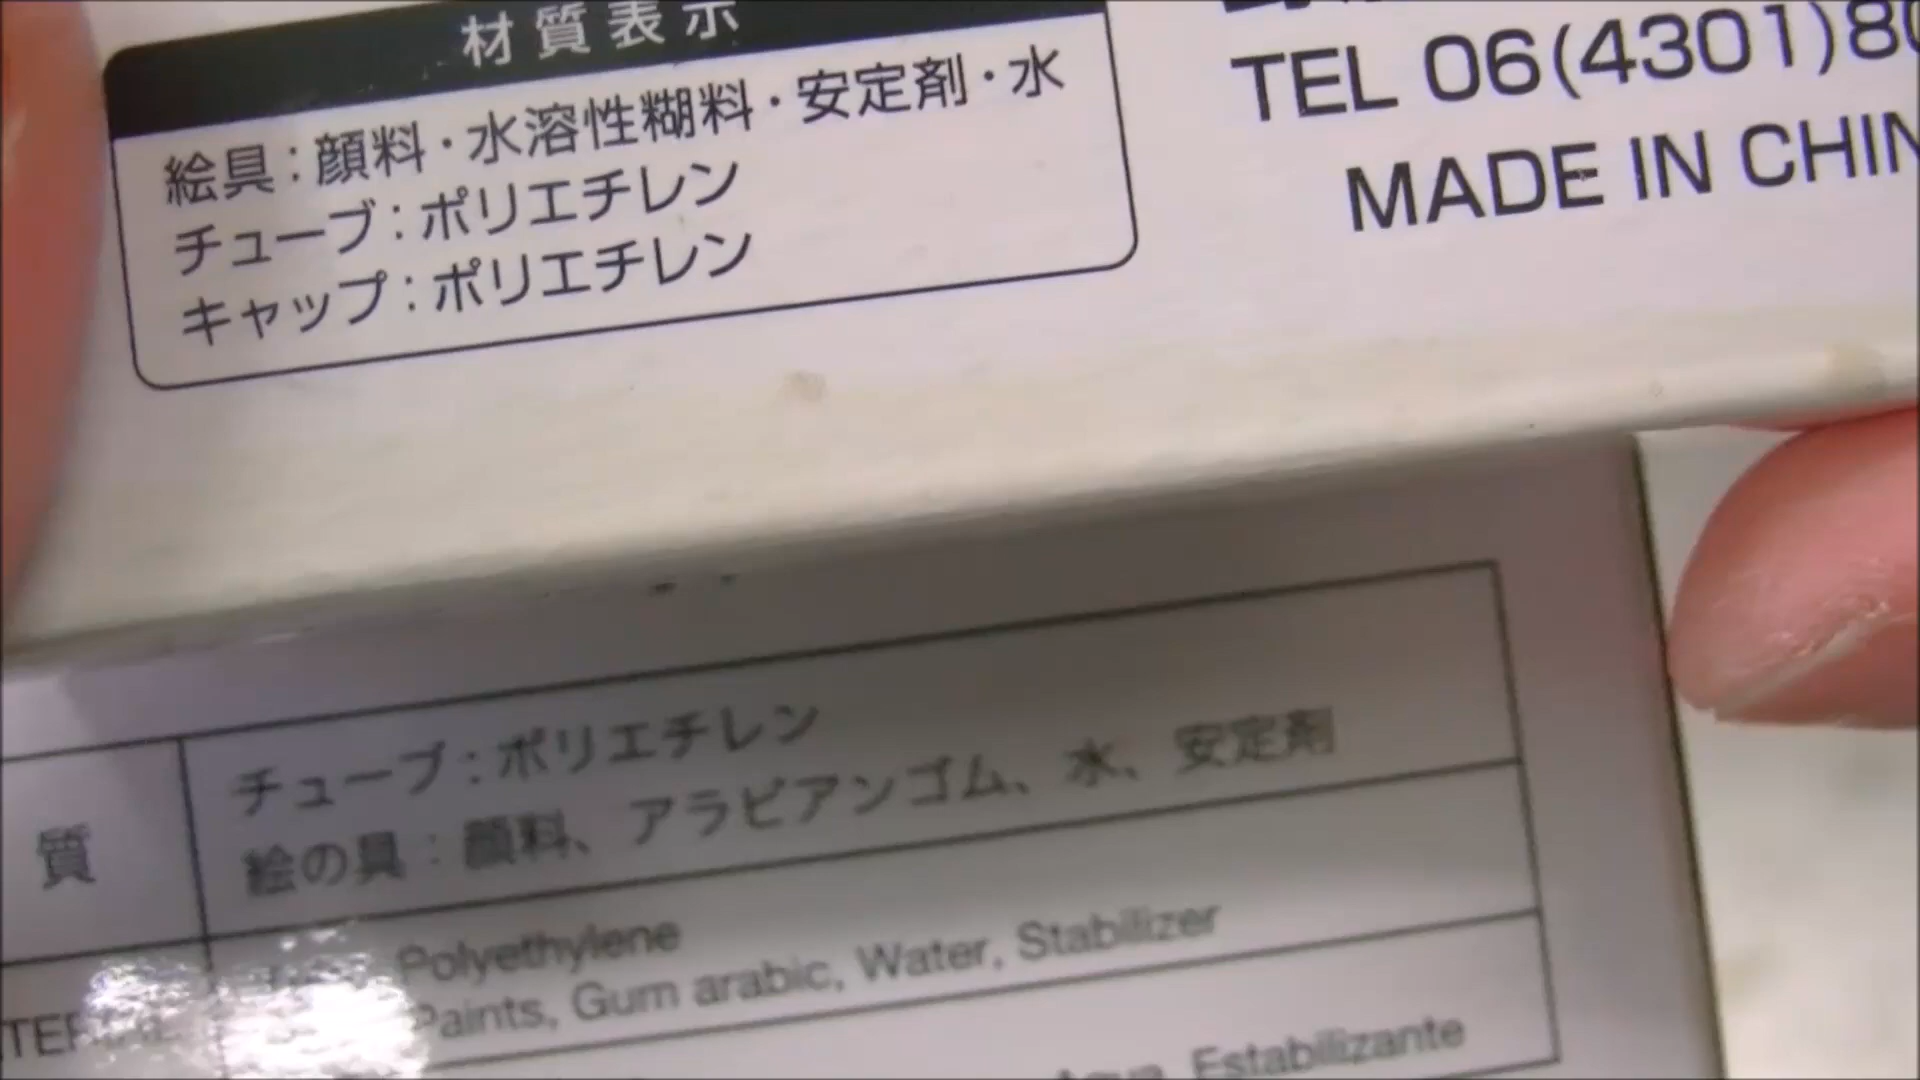 材質表示
絵具：顔料・水溶性糊料・安定剤・水
チューブ：ポリエチレン
キャップ：ポリエチレン
TEL 06(4301)80
MADE IN CHIN
質
チューブ：ポリエチレン
絵の具：顔料、アラビアンゴム、水、安定剤
Polyethylene
Paints, Gum arabic, Water, Stabilizer
Agua, Estabilizante